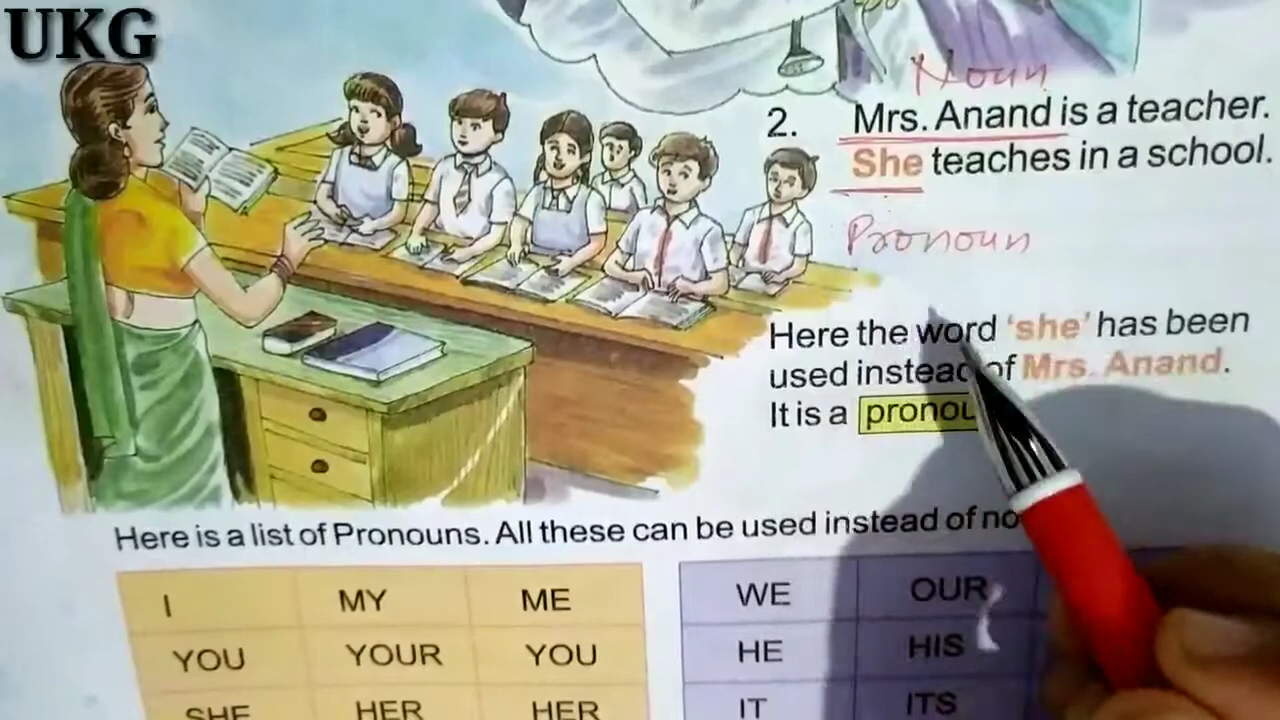 UKG
Noun
2. Mrs. Anand is a teacher.
She teaches in a school.
Pronoun
Here the word 'she' has been
used instead of Mrs. Anand.
It is a
Here is a list of Pronouns. All these can be used instead of
I MY ME
YOU YOUR YOU
SHE HER HER
WE OUR
HE HIS
IT ITS